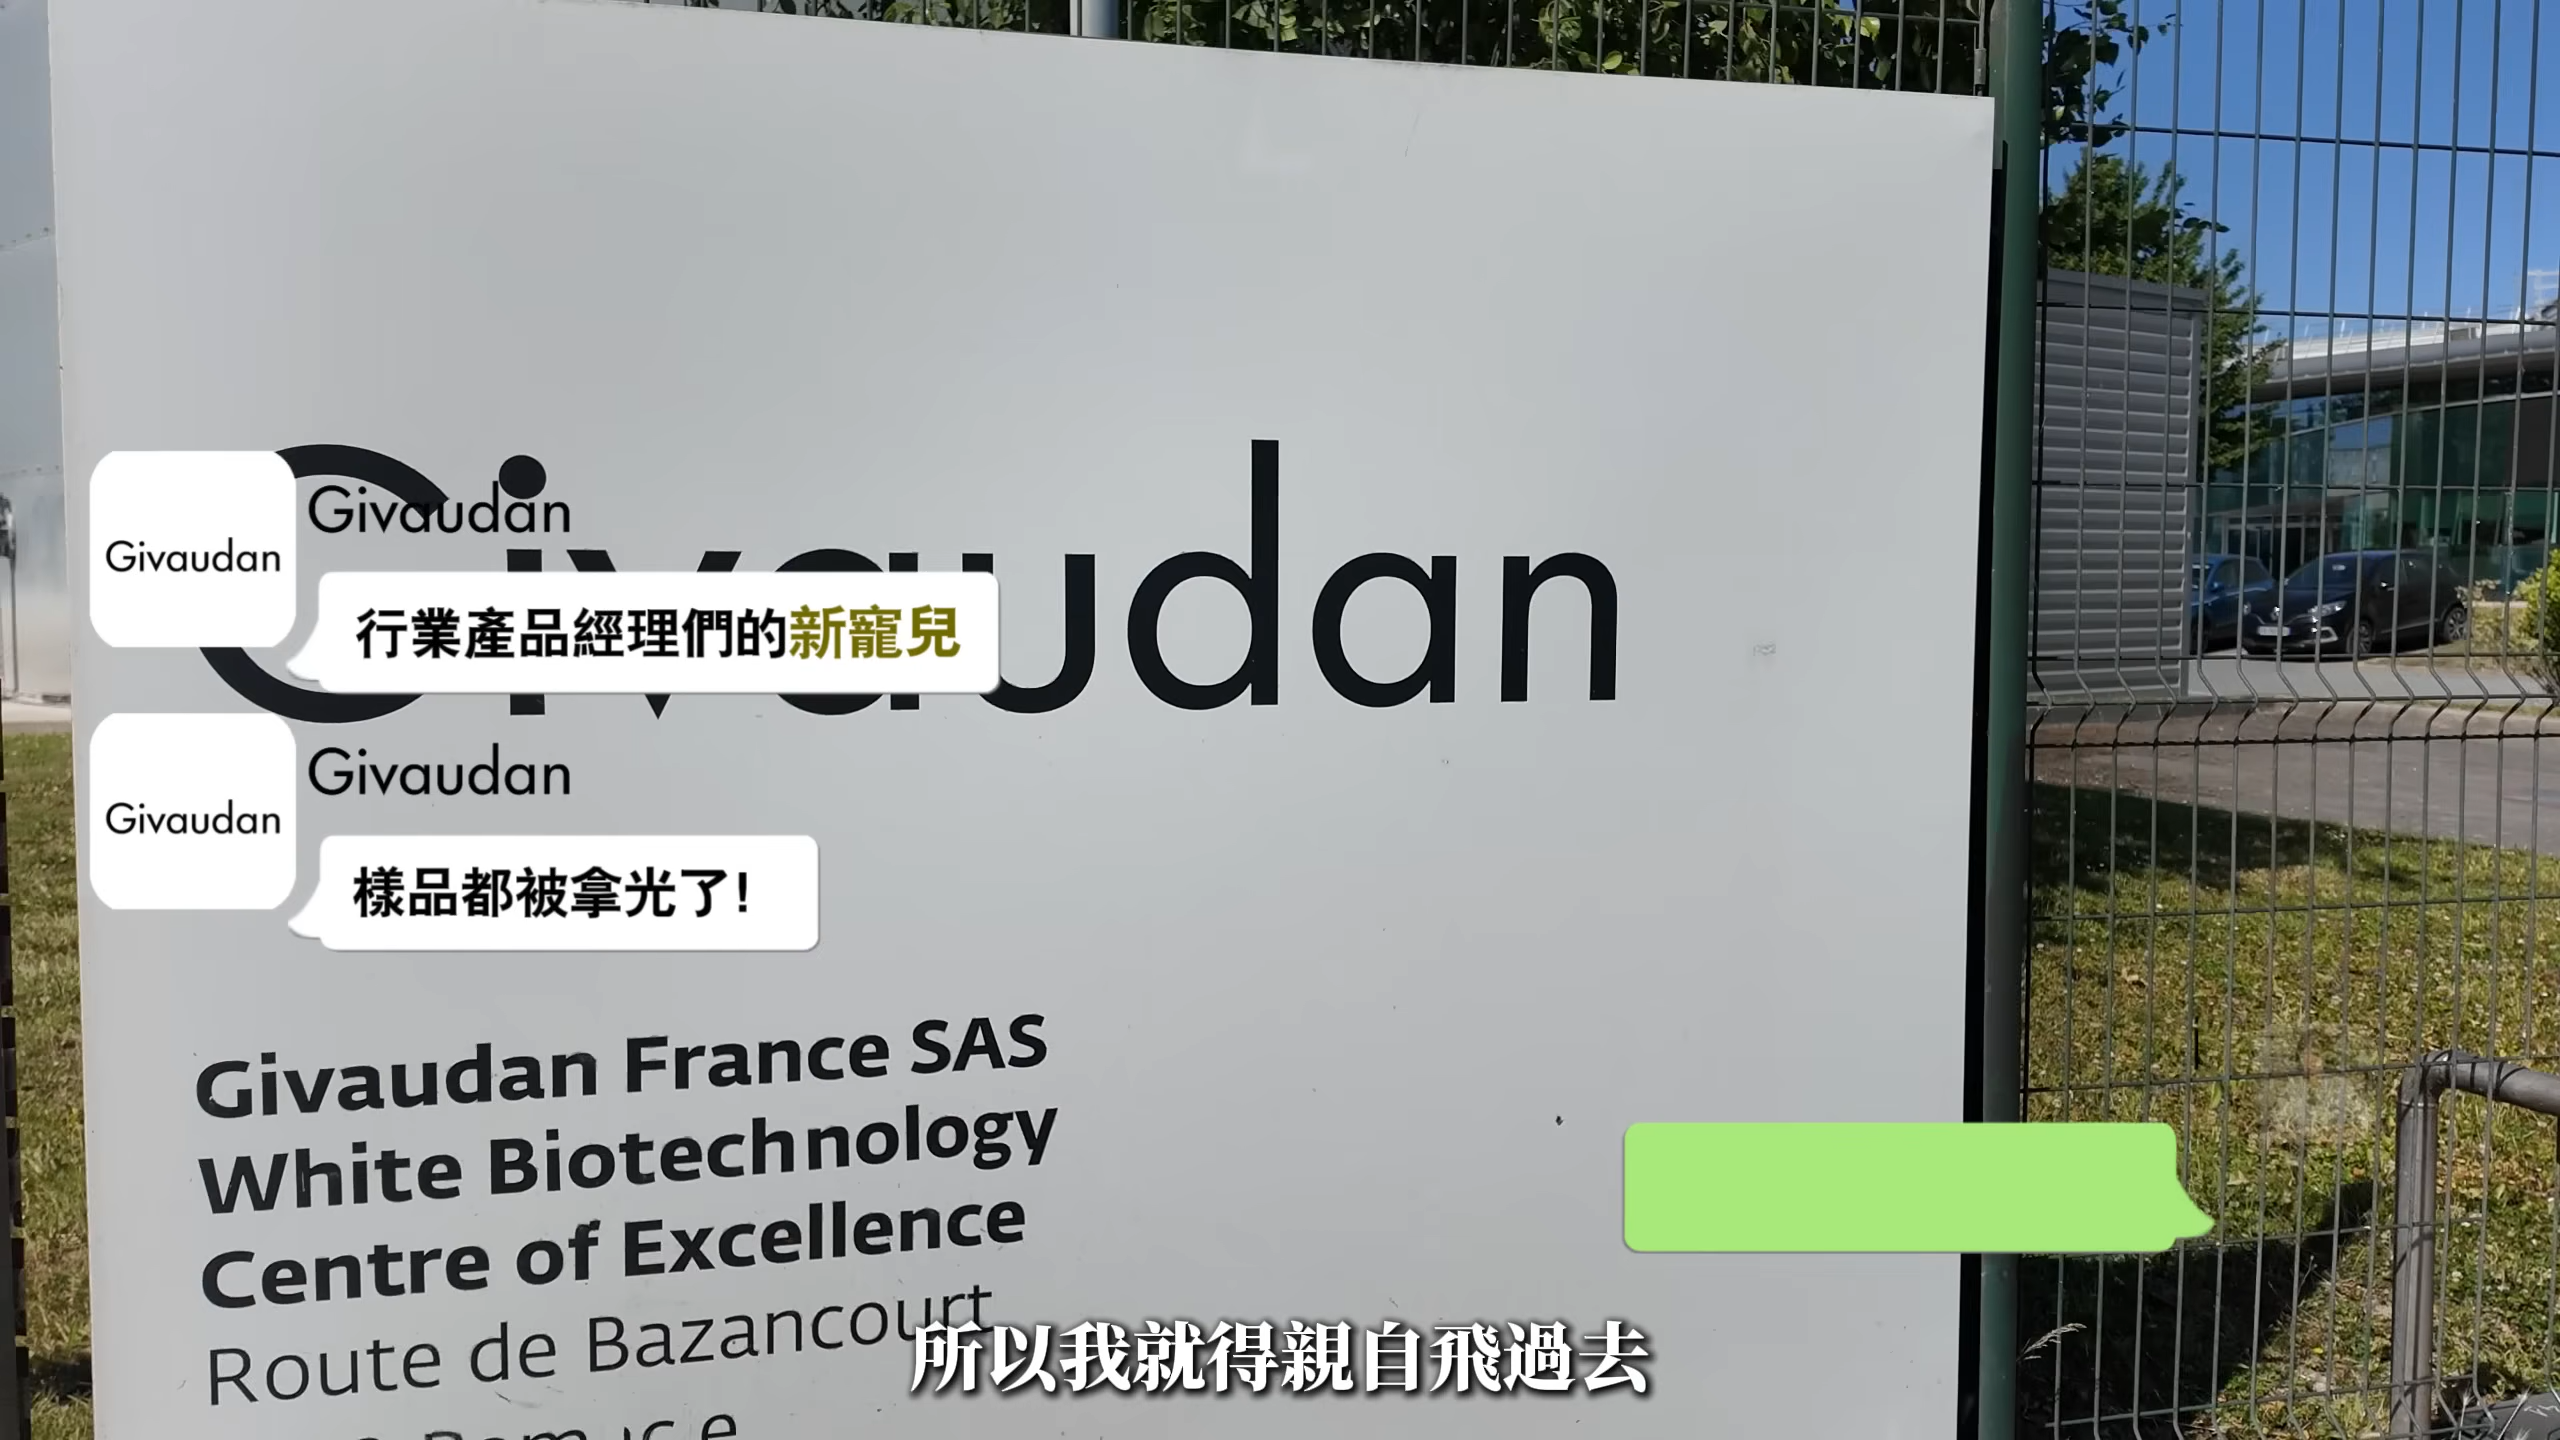 Givaudan
Givaudan
Givaudan
行業產品經理們的新寵兒
Givaudan
Givaudan
樣品都被拿光了!
Givaudan France SAS
White Biotechnology
Centre of Excellence
Route de Bazancourt
所以我就得親自飛過去